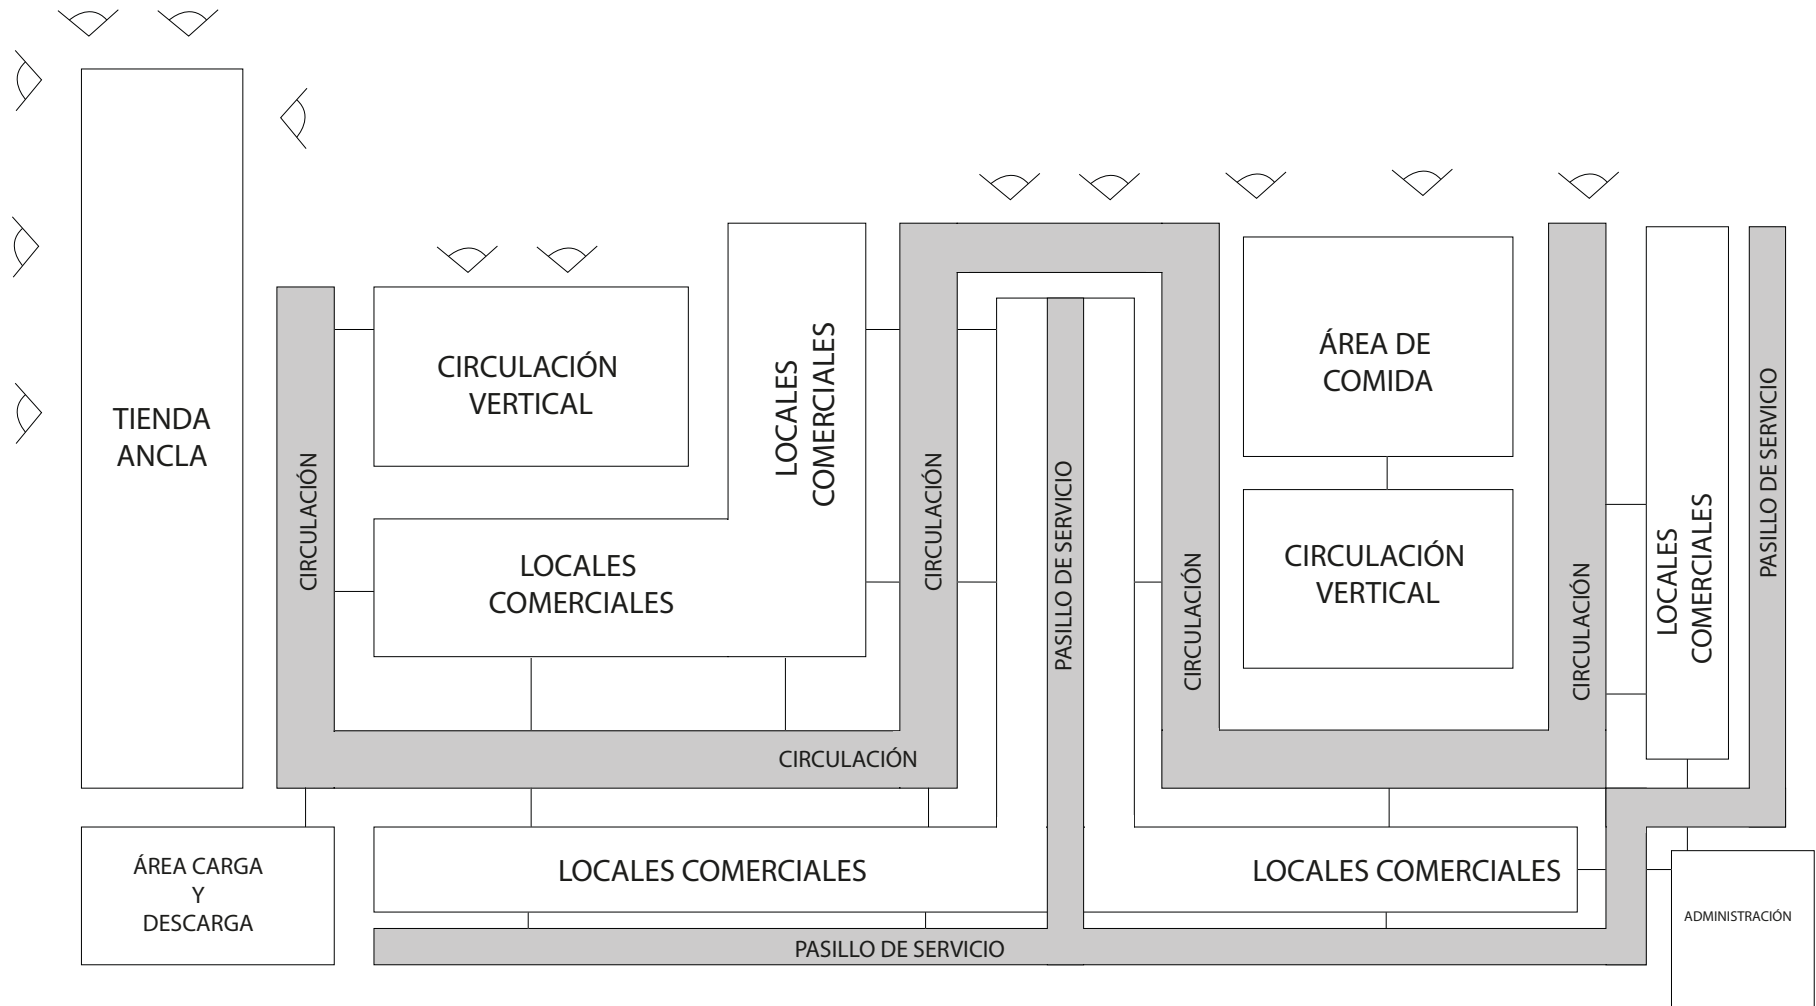 TIENDA
ANCLA
CIRCULACIÓN
CIRCULACIÓN
VERTICAL
LOCALES
COMERCIALES
LOCALES
COMERCIALES
CIRCULACIÓN
CIRCULACIÓN
PASILLO DE SERVICIO
CIRCULACIÓN
ÁREA DE
COMIDA
CIRCULACIÓN
VERTICAL
CIRCULACIÓN
LOCALES
COMERCIALES
PASILLO DE SERVICIO
ÁREA CARGA
Y
DESCARGA
LOCALES COMERCIALES
LOCALES COMERCIALES
PASILLO DE SERVICIO
ADMINISTRACIÓN